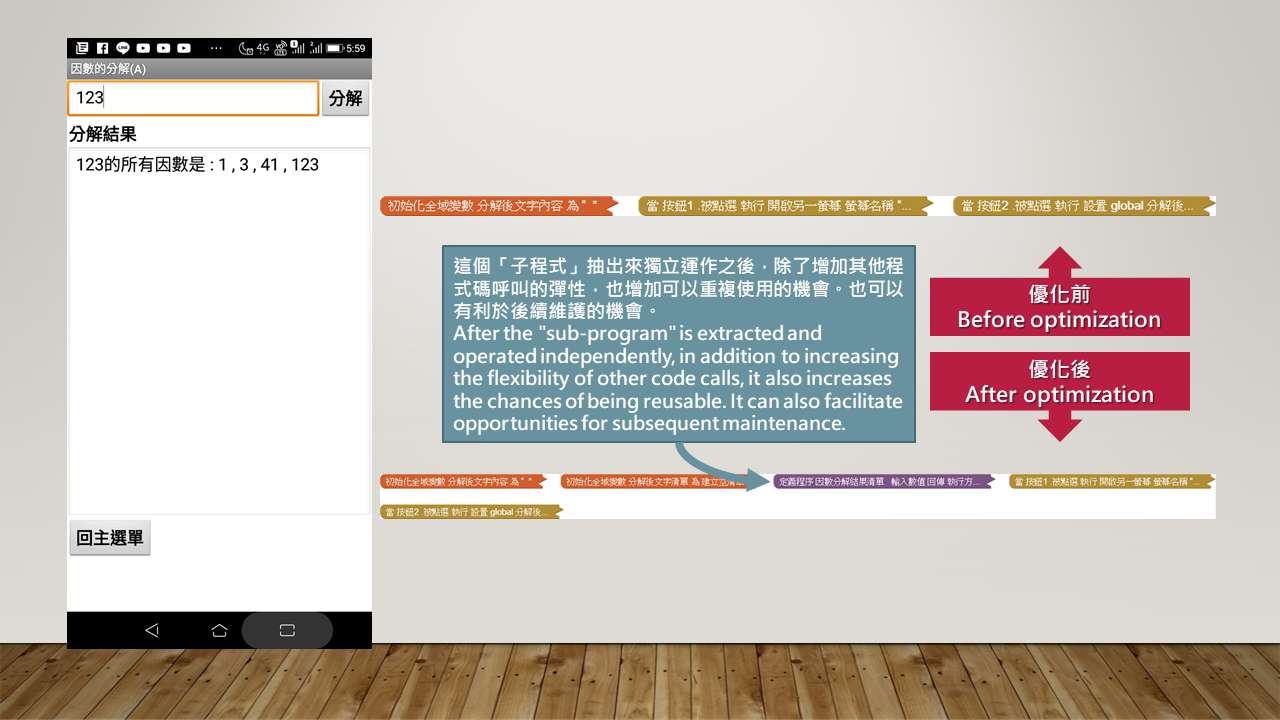 4G 5:59
因數的分解(A)
123
分解
分解結果
123的所有因數是 : 1 , 3 , 41 , 123
回主選單
初始化全域變數 分解後文字內容 為 " "
當 按鈕1 .被點選 執行 開啟另一螢幕 螢幕名稱 "...
當 按鈕2 .被點選 執行 設置 global 分解後...
這個「子程式」抽出來獨立運作之後，除了增加其他程
式碼呼叫的彈性，也增加可以重複使用的機會。也可以
有利於後續維護的機會。
After the "sub-program" is extracted and
operated independently, in addition to increasing
the flexibility of other code calls, it also increases
the chances of being reusable. It can also facilitate
opportunities for subsequent maintenance.
優化前
Before optimization
優化後
After optimization
初始化全域變數 分解後文字內容 為 " "
初始化全域變數 分解後文字清單 為 建立空清單
定義程序 因數分解結果清單 輸入數值 回傳 執行方...
當 按鈕1 .被點選 執行 開啟另一螢幕 螢幕名稱 "...
當 按鈕2 .被點選 執行 設置 global 分解後...